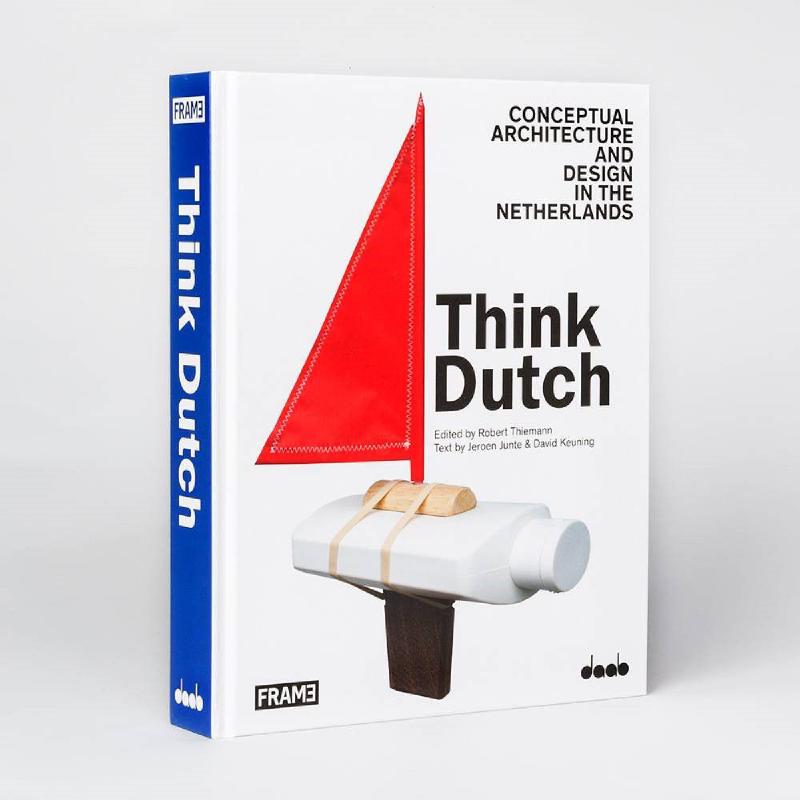 FRAME
Think Dutch
daab
CONCEPTUAL
ARCHITECTURE
AND
DESIGN
IN THE
NETHERLANDS
Think
Dutch
Edited by Robert Thiemann
Text by Jeroen Junte & David Keuning
FRAME
daab